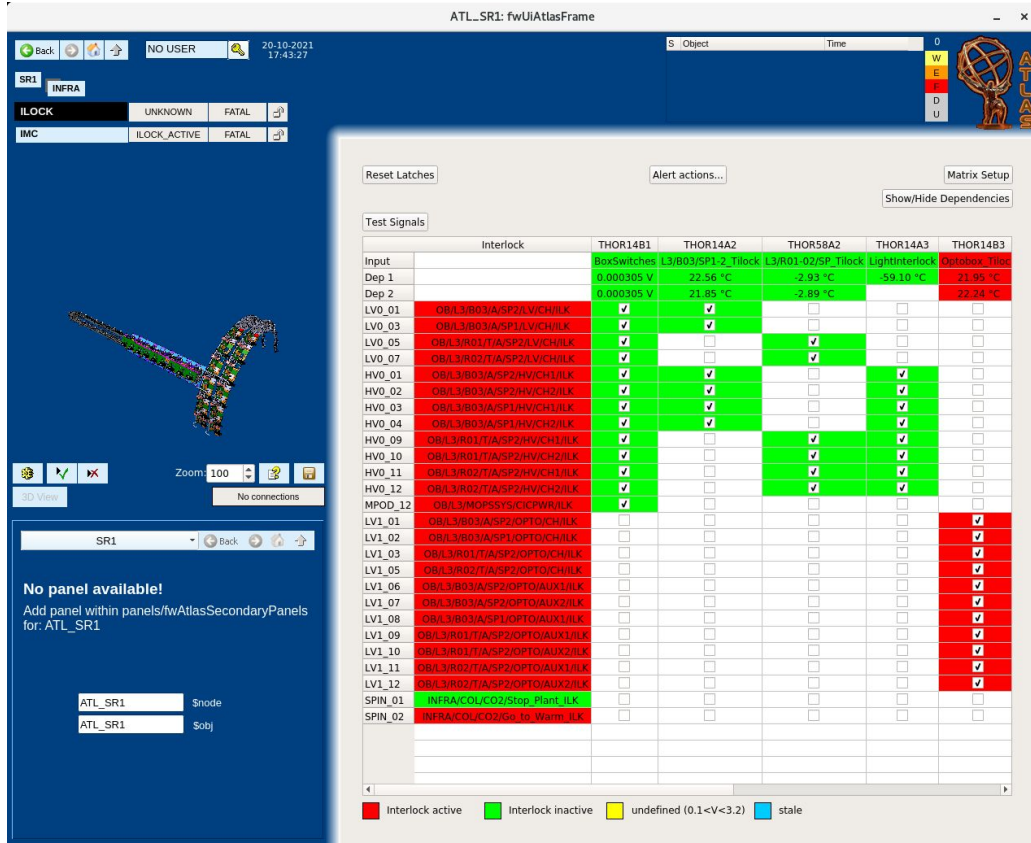 ATL_SR1: fwUiAtlasFrame
Back NO USER 20-10-2021 17:43:27
S Object Time
0
W
E
F
D
U
ATLAS
SR1
INFRA
ILOCK UNKNOWN FATAL
IMC ILOCK_ACTIVE FATAL
Reset Latches Alert actions... Matrix Setup
Show/Hide Dependencies
Test Signals
Interlock THOR14B1 THOR14A2 THOR58A2 THOR14A3 THOR14B3
Input BoxSwitches L3/B03/SP1-2_Tilock L3/R01-02/SP_Tilock LightInterlock Optobox_Tiloc
Dep 1 0.000305 V 22.56 °C -2.93 °C -59.10 °C 21.95 °C
Dep 2 0.000305 V 21.85 °C -2.89 °C 22.24 °C
LV0_01 OB/L3/B03/A/SP2/LV/CH/ILK
LV0_03 OB/L3/B03/A/SP1/LV/CH/ILK
LV0_05 OB/L3/R01/T/A/SP2/LV/CH/ILK
LV0_07 OB/L3/R02/T/A/SP2/LV/CH/ILK
HV0_01 OB/L3/B03/A/SP2/HV/CH1/ILK
HV0_02 OB/L3/B03/A/SP2/HV/CH2/ILK
HV0_03 OB/L3/B03/A/SP1/HV/CH1/ILK
HV0_04 OB/L3/B03/A/SP1/HV/CH2/ILK
HV0_09 OB/L3/R01/T/A/SP2/HV/CH1/ILK
HV0_10 OB/L3/R01/T/A/SP2/HV/CH2/ILK
HV0_11 OB/L3/R02/T/A/SP2/HV/CH1/ILK
HV0_12 OB/L3/R02/T/A/SP2/HV/CH2/ILK
MPOD_12 OB/L3/MOPSSYS/CICPWR/ILK
LV1_01 OB/L3/B03/A/SP2/OPTO/CH/ILK
LV1_02 OB/L3/B03/A/SP1/OPTO/CH/ILK
LV1_03 OB/L3/R01/T/A/SP2/OPTO/CH/ILK
LV1_05 OB/L3/R02/T/A/SP2/OPTO/CH/ILK
LV1_06 OB/L3/B03/A/SP2/OPTO/AUX1/ILK
LV1_07 OB/L3/B03/A/SP2/OPTO/AUX2/ILK
LV1_08 OB/L3/B03/A/SP1/OPTO/AUX1/ILK
LV1_09 OB/L3/R01/T/A/SP2/OPTO/AUX1/ILK
LV1_10 OB/L3/R01/T/A/SP2/OPTO/AUX2/ILK
LV1_11 OB/L3/R02/T/A/SP2/OPTO/AUX1/ILK
LV1_12 OB/L3/R02/T/A/SP2/OPTO/AUX2/ILK
SPIN_01 INFRA/COL/CO2/Stop_Plant_ILK
SPIN_02 INFRA/COL/CO2/Go_to_Warm_ILK
Interlock active Interlock inactive undefined (0.1<V<3.2) stale
Zoom: 100
3D View No connections
SR1 Back
No panel available!
Add panel within panels/fwAtlasSecondaryPanels
for: ATL_SR1
ATL_SR1 $node
ATL_SR1 $obj